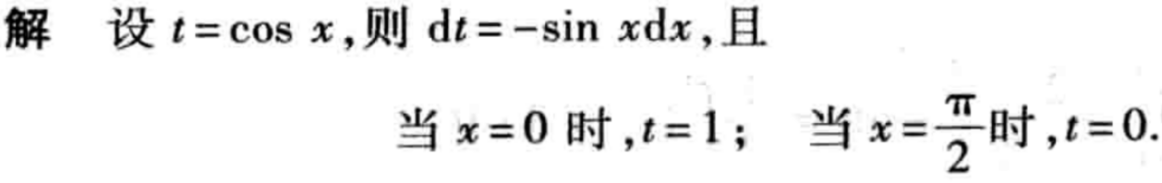 解 设 t=cos x,则 dt=-sin xdx,且
当 x=0 时,t=1; 当 x=π/2时,t=0.